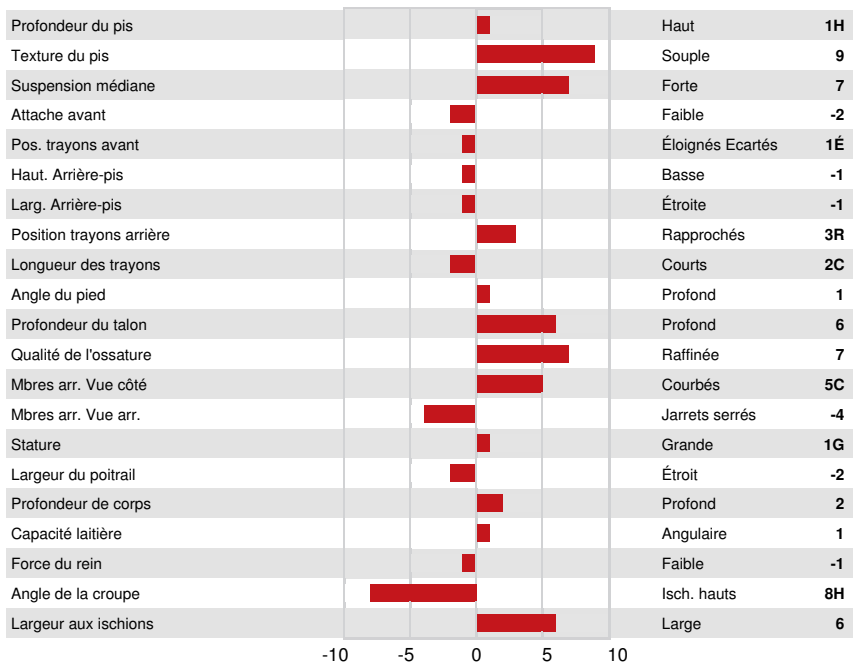 Profondeur du pis Haut 1H
Texture du pis Souple 9
Suspension médiane Forte 7
Attache avant Faible -2
Pos. trayons avant Éloignés Ecartés 1É
Haut. Arrière-pis Basse -1
Larg. Arrière-pis Étroite -1
Position trayons arrière Rapprochés 3R
Longueur des trayons Courts 2C
Angle du pied Profond 1
Profondeur du talon Profond 6
Qualité de l'ossature Raffinée 7
Mbres arr. Vue côté Courbés 5C
Mbres arr. Vue arr. Jarrets serrés -4
Stature Grande 1G
Largeur du poitrail Étroit -2
Profondeur de corps Profond 2
Capacité laitière Angulaire 1
Force du rein Faible -1
Angle de la croupe Isch. hauts 8H
Largeur aux ischions Large 6
-10 -5 0 5 10